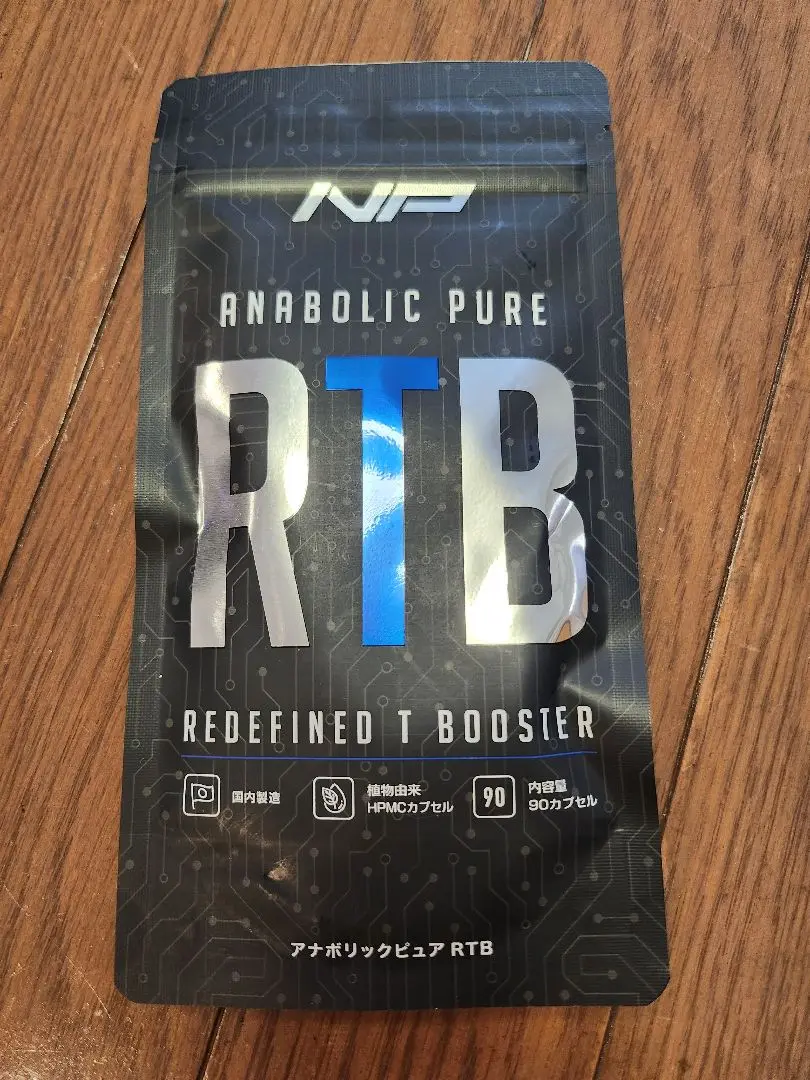 NP
ANABOLIC PURE
RTB
REDEFINED T BOOSTER
国内製造
植物由来
HPMCカプセル
90
内容量
90カプセル
アナボリックピュア RTB